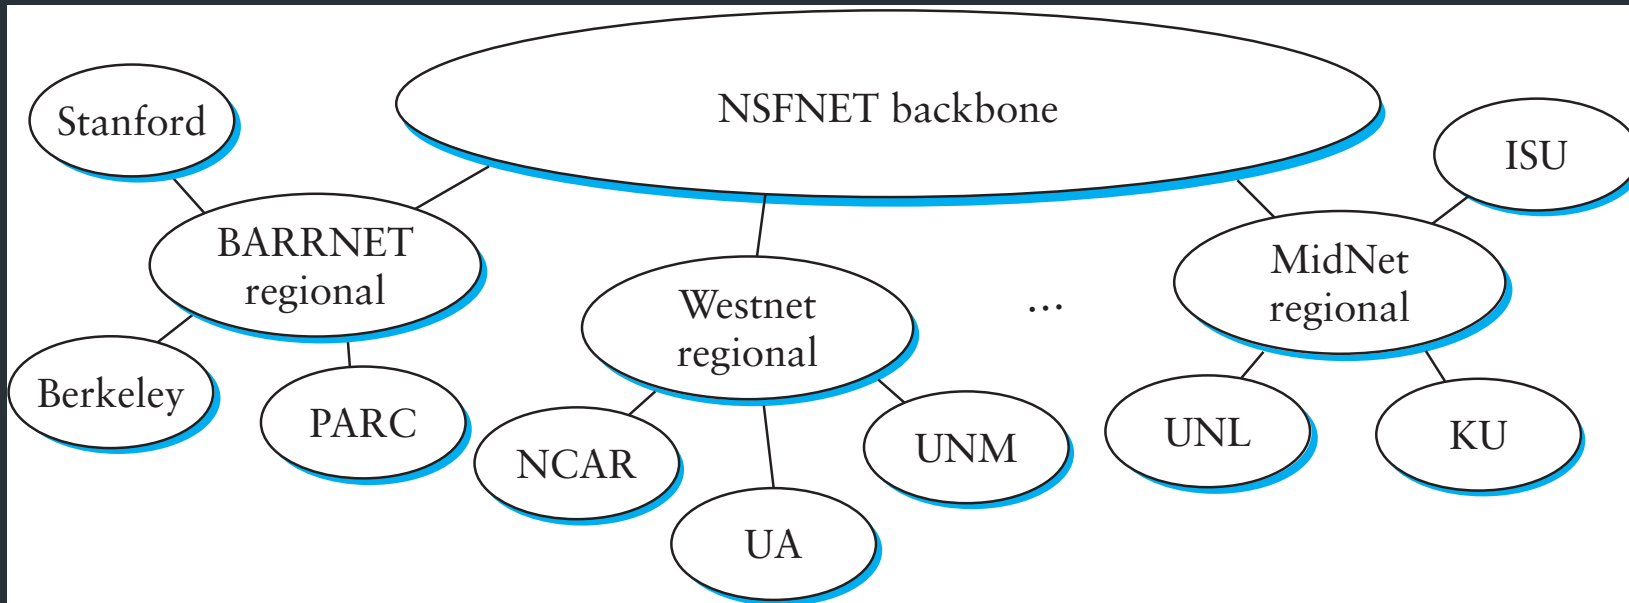 NSFNET backbone
Stanford
ISU
BARRNET
regional
MidNet
regional
Westnet
regional
...
Berkeley
PARC
NCAR
UA
UNM
UNL
KU